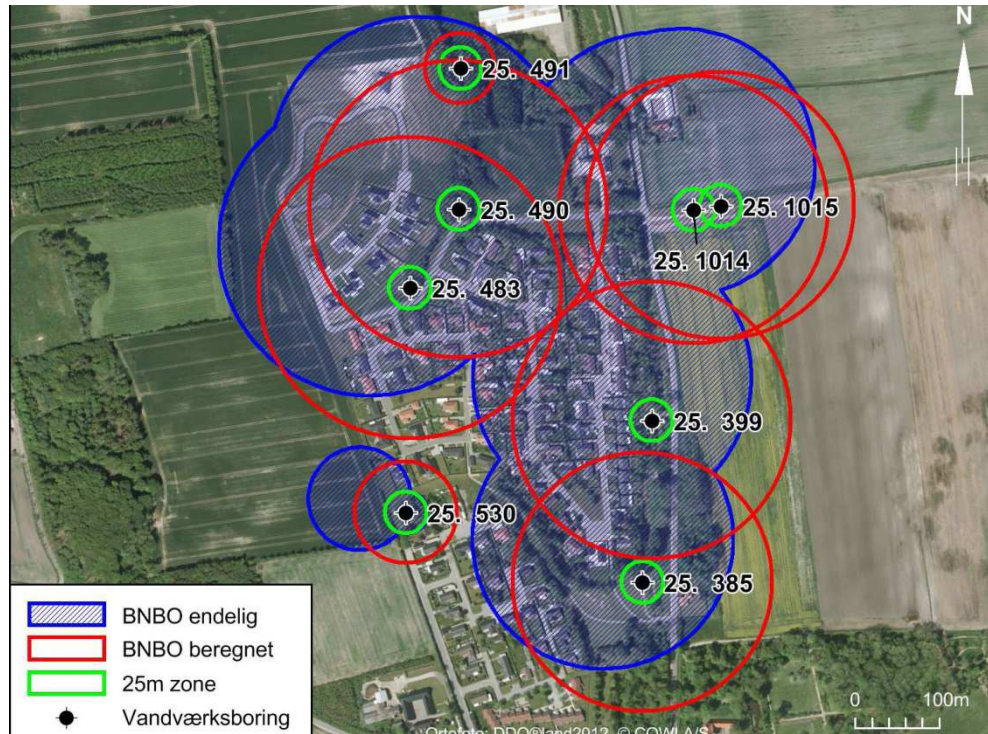 N
25. 491
25. 490
25. 1015
25. 1014
25. 483
25. 399
25. 530
25. 385
BNBO endelig
BNBO beregnet
25m zone
Vandværksboring
0 100m
Ortofoto: DDO®land2012, © COWI A/S